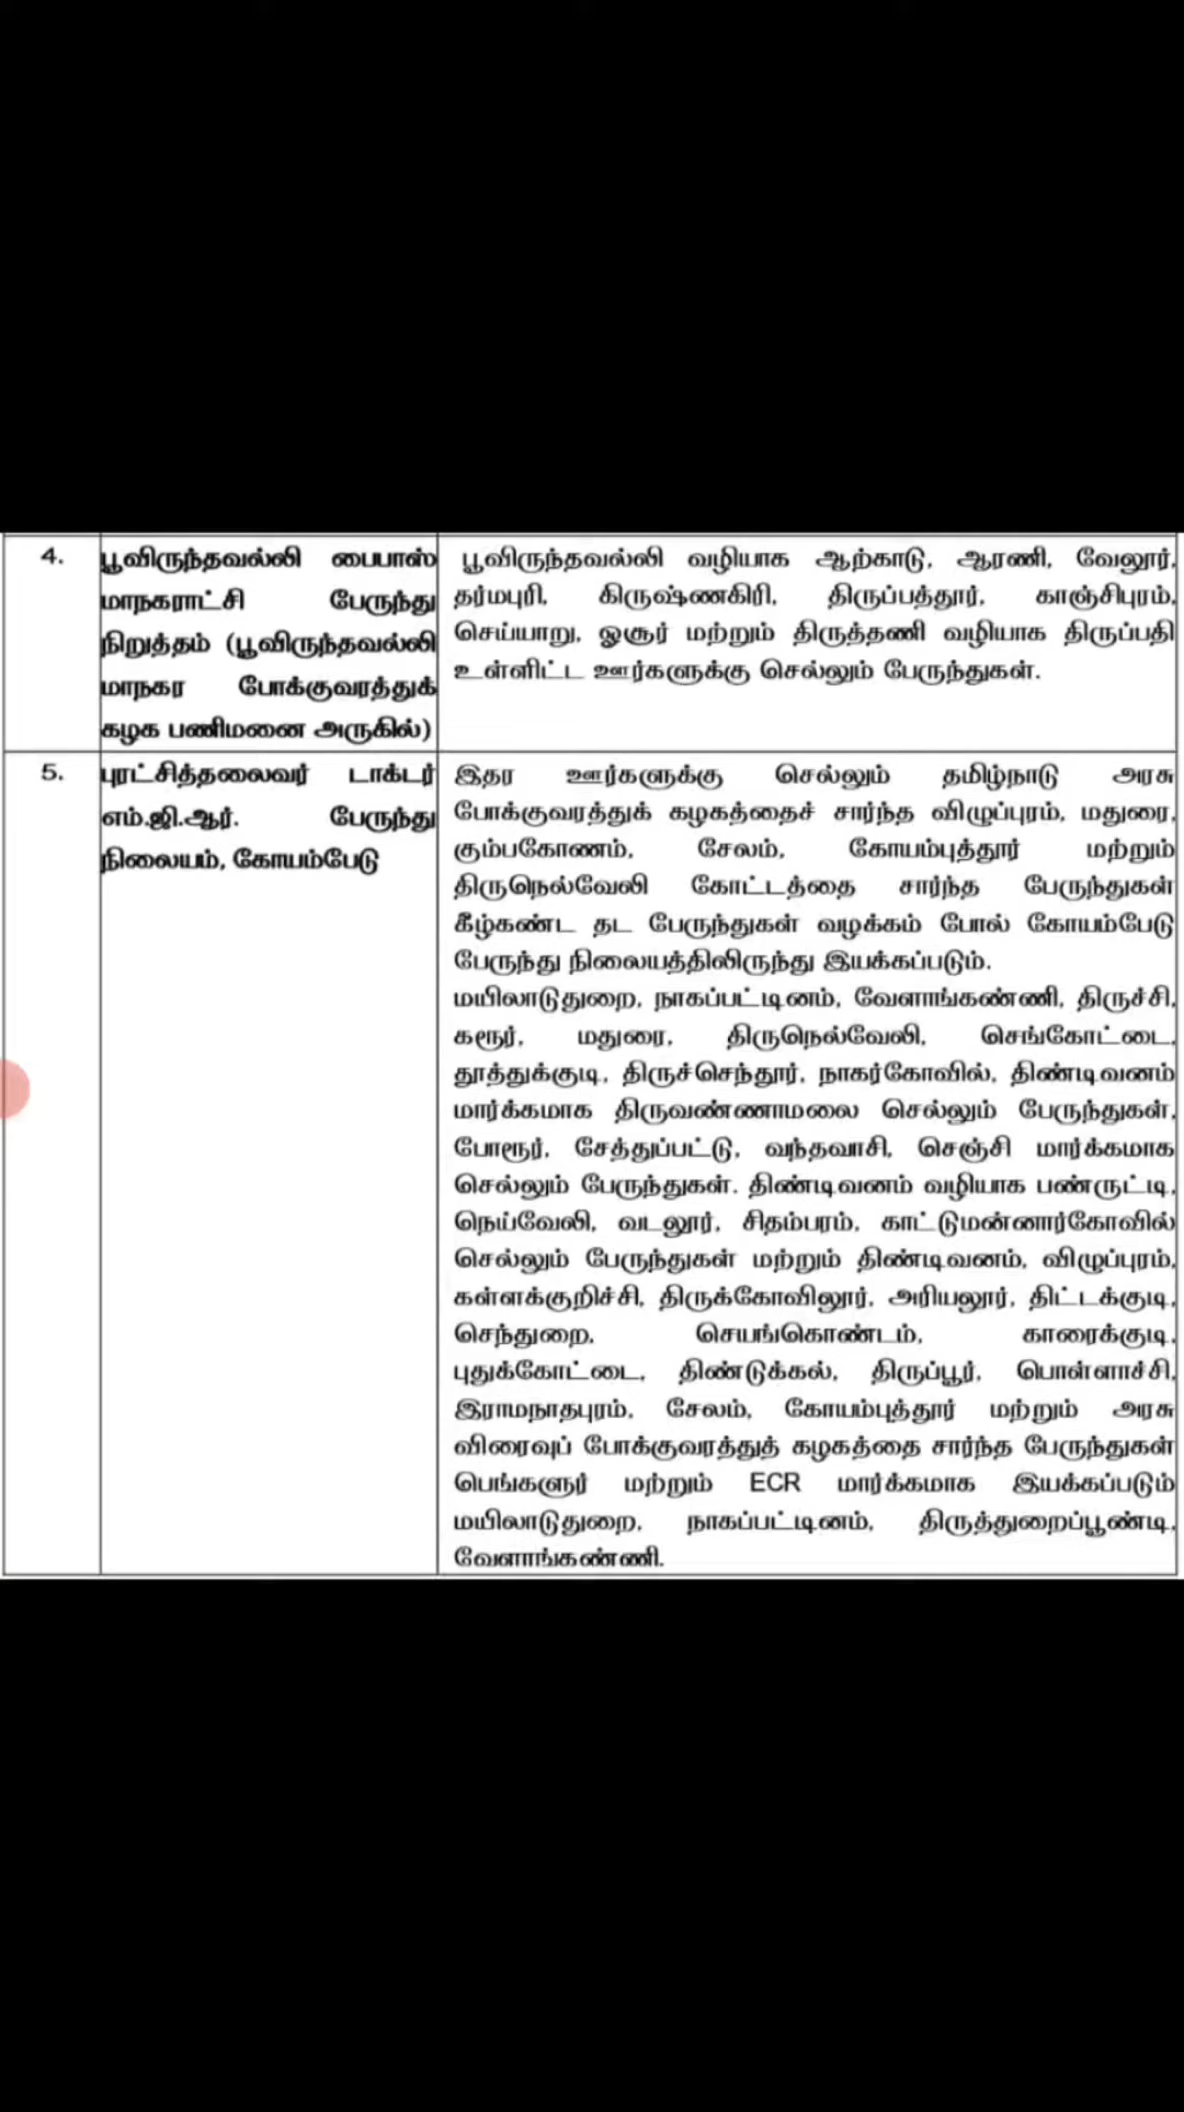 4.
பூவிருந்தவல்லி பைபாஸ்
மாநகராட்சி பேருந்து
நிறுத்தம் (பூவிருந்தவல்லி
மாநகர போக்குவரத்துக்
கழக பணிமனை அருகில்)
பூவிருந்தவல்லி வழியாக ஆற்காடு, ஆரணி, வேலூர்,
தர்மபுரி, கிருஷ்ணகிரி, திருப்பத்தூர், காஞ்சிபுரம்,
செய்யாறு, ஓசூர் மற்றும் திருத்தணி வழியாக திருப்பதி
உள்ளிட்ட ஊர்களுக்கு செல்லும் பேருந்துகள்.
5.
புரட்சித்தலைவர் டாக்டர்
எம்.ஜி.ஆர். பேருந்து
நிலையம், கோயம்பேடு
இதர ஊர்களுக்கு செல்லும் தமிழ்நாடு அரசு
போக்குவரத்துக் கழகத்தைச் சார்ந்த விழுப்புரம், மதுரை,
கும்பகோணம், சேலம், கோயம்புத்தூர் மற்றும்
திருநெல்வேலி கோட்டத்தை சார்ந்த பேருந்துகள்
கீழ்கண்ட தட பேருந்துகள் வழக்கம் போல் கோயம்பேடு
பேருந்து நிலையத்திலிருந்து இயக்கப்படும்.
மயிலாடுதுறை, நாகப்பட்டினம், வேளாங்கண்ணி, திருச்சி,
கரூர், மதுரை, திருநெல்வேலி, செங்கோட்டை,
தூத்துக்குடி, திருச்செந்தூர், நாகர்கோவில், திண்டிவனம்
மார்க்கமாக திருவண்ணாமலை செல்லும் பேருந்துகள்,
போரூர், சேத்துப்பட்டு, வந்தவாசி, செஞ்சி மார்க்கமாக
செல்லும் பேருந்துகள். திண்டிவனம் வழியாக பண்ருட்டி,
நெய்வேலி, வடலூர், சிதம்பரம், காட்டுமன்னார்கோவில்
செல்லும் பேருந்துகள் மற்றும் திண்டிவனம், விழுப்புரம்,
கள்ளக்குறிச்சி, திருக்கோவிலூர், அரியலூர், திட்டக்குடி,
செந்துறை, செயங்கொண்டம், காரைக்குடி,
புதுக்கோட்டை, திண்டுக்கல், திருப்பூர், பொள்ளாச்சி,
இராமநாதபுரம், சேலம், கோயம்புத்தூர் மற்றும் அரசு
விரைவுப் போக்குவரத்துத் கழகத்தை சார்ந்த பேருந்துகள்
பெங்களுர் மற்றும் ECR மார்க்கமாக இயக்கப்படும்
மயிலாடுதுறை, நாகப்பட்டினம், திருத்துறைப்பூண்டி,
வேளாங்கண்ணி.